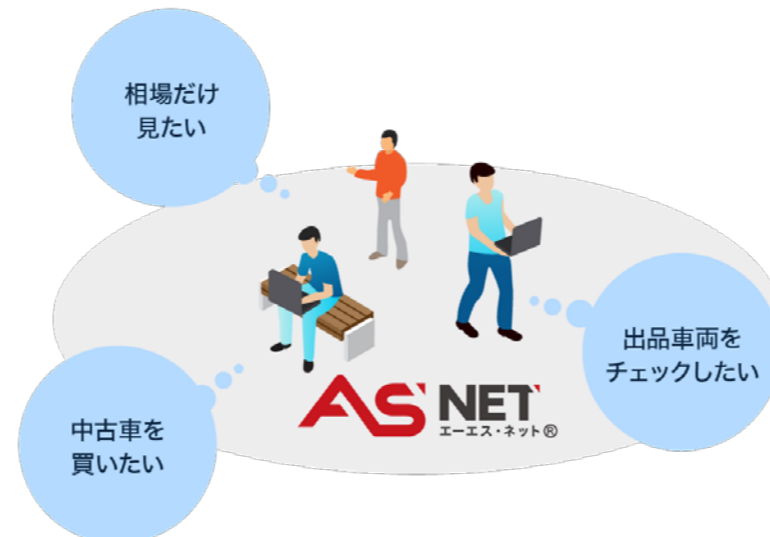 相場だけ
見たい
出品車両を
チェックしたい
中古車を
買いたい
AS NET
エーエス・ネット®